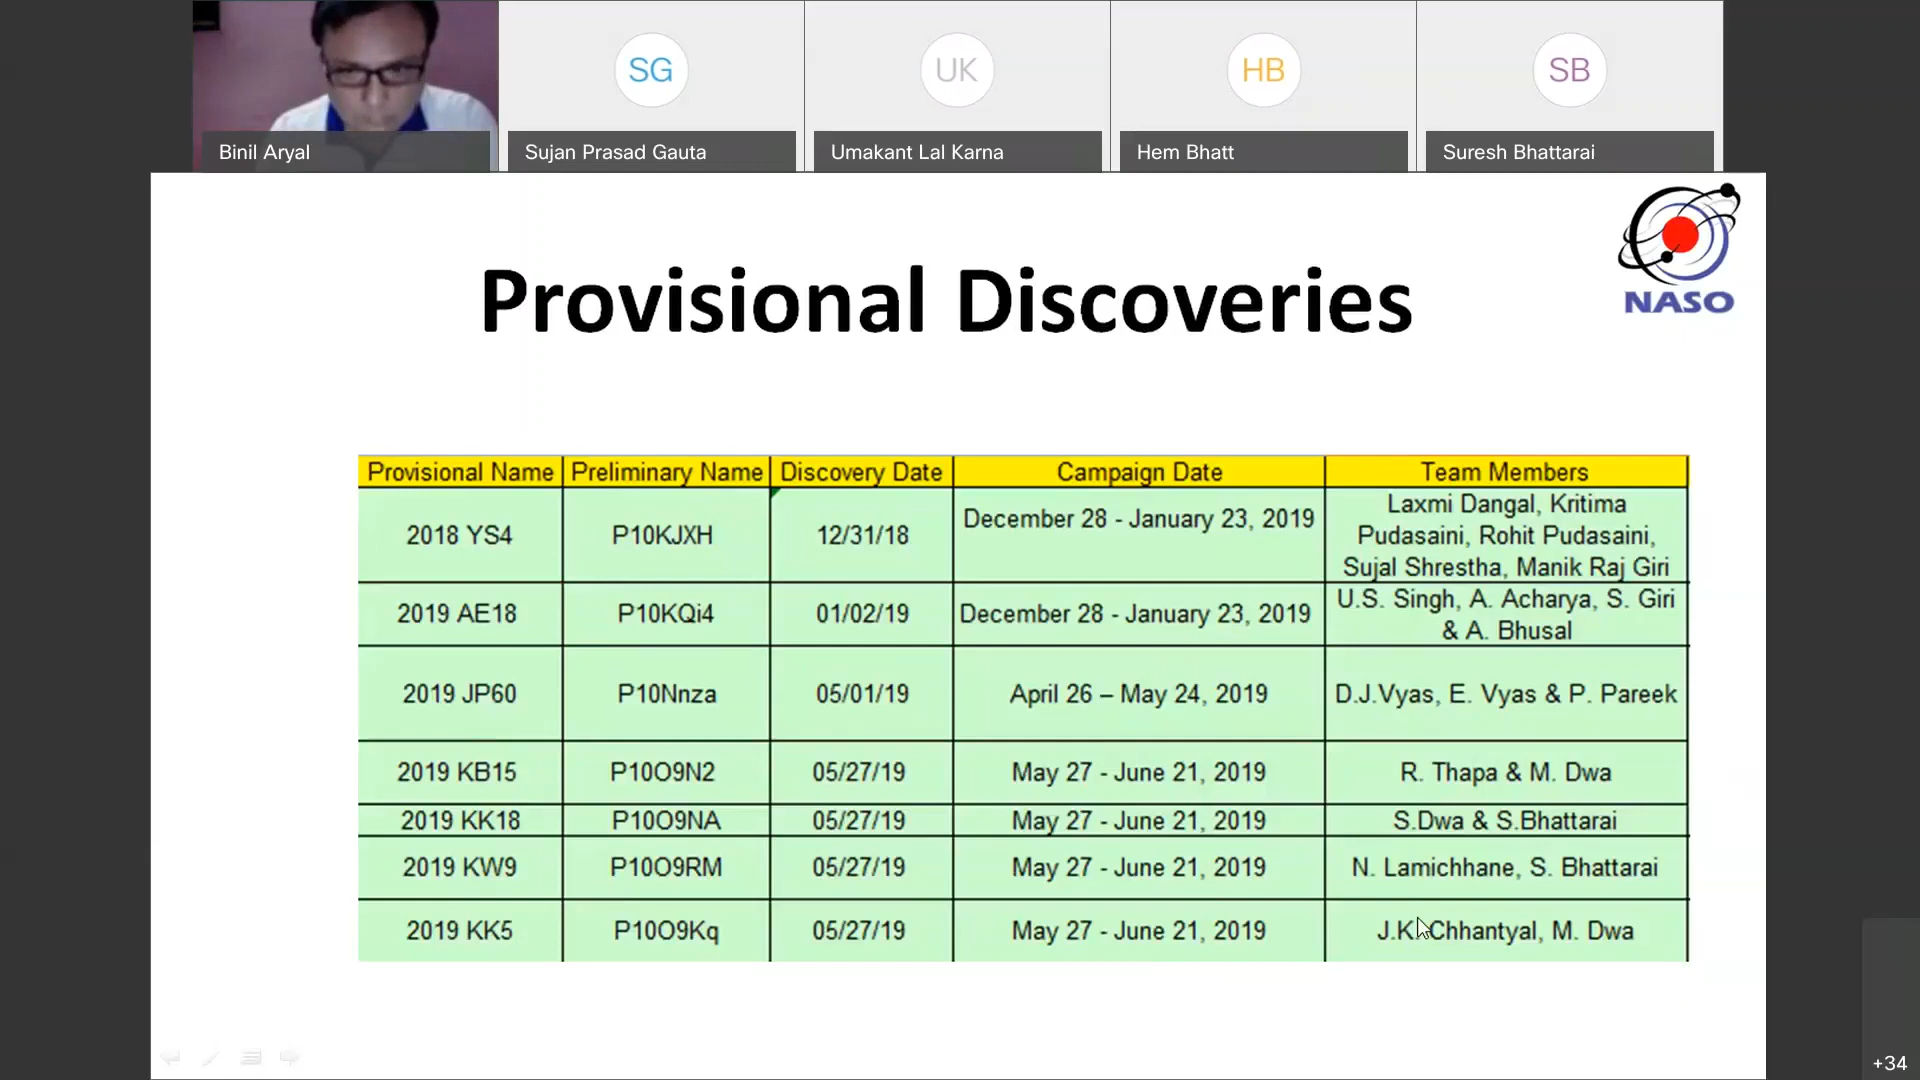 SG
UK
HB
SB
Binil Aryal
Sujan Prasad Gauta
Umakant Lal Karna
Hem Bhatt
Suresh Bhattarai
NASO
Provisional Discoveries
Provisional Name Preliminary Name Discovery Date Campaign Date Team Members
2018 YS4 P10KJXH 12/31/18 December 28 - January 23, 2019 Laxmi Dangal, Kritima
Pudasaini, Rohit Pudasaini,
Sujal Shrestha, Manik Raj Giri
2019 AE18 P10KQi4 01/02/19 December 28 - January 23, 2019 U.S. Singh, A. Acharya, S. Giri
& A. Bhusal
2019 JP60 P10Nnza 05/01/19 April 26 – May 24, 2019 D.J.Vyas, E. Vyas & P. Pareek
2019 KB15 P10O9N2 05/27/19 May 27 - June 21, 2019 R. Thapa & M. Dwa
2019 KK18 P10O9NA 05/27/19 May 27 - June 21, 2019 S.Dwa & S.Bhattarai
2019 KW9 P10O9RM 05/27/19 May 27 - June 21, 2019 N. Lamichhane, S. Bhattarai
2019 KK5 P10O9Kq 05/27/19 May 27 - June 21, 2019 J.K. Chhantyal, M. Dwa
+34